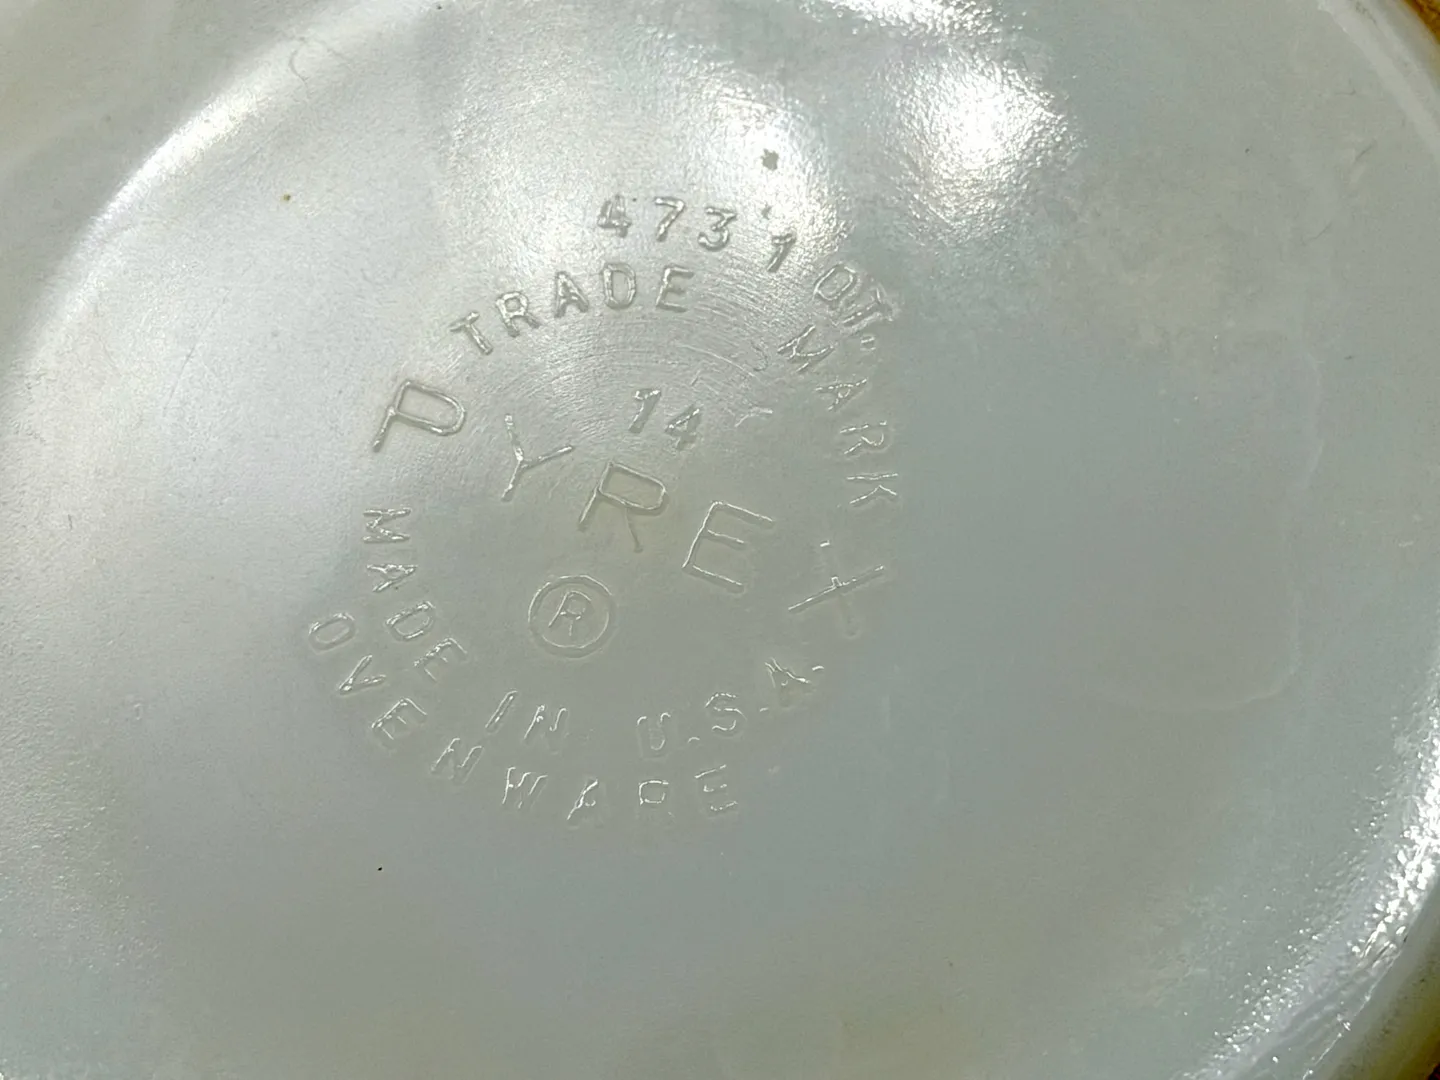 473 1 QT.
TRADE MARK
14
PYREX
®
MADE IN U.S.A.
OVENWARE